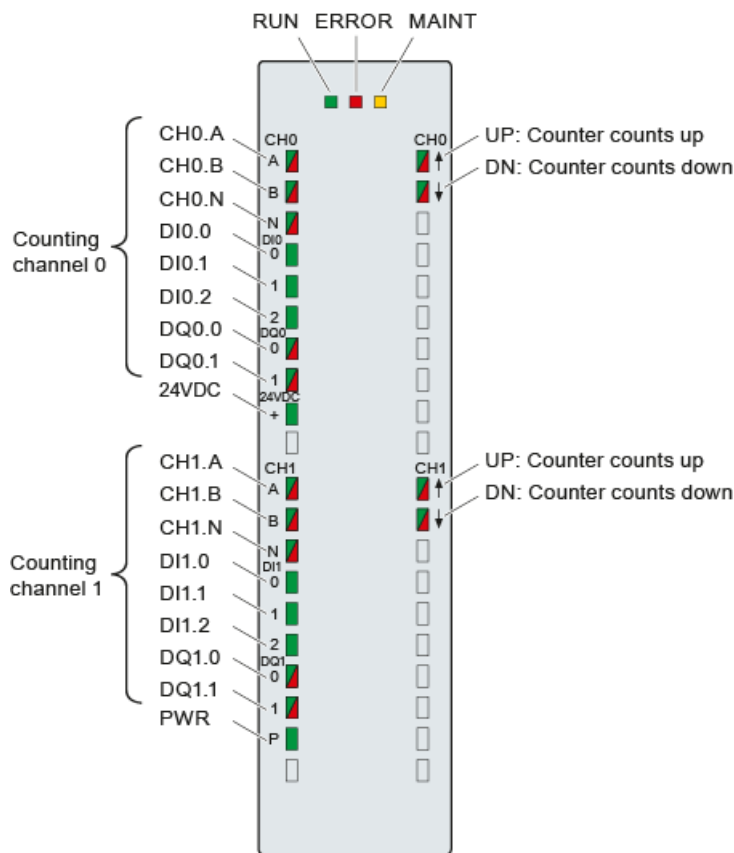 RUN ERROR MAINT
CH0.A
CH0.B
CH0.N
DI0.0
DI0.1
DI0.2
DQ0.0
DQ0.1
24VDC
Counting
channel 0
CH0
A
B
N
DI0
0
1
2
DQ0
0
1
24VDC
+
CH0
UP: Counter counts up
DN: Counter counts down
CH1.A
CH1.B
CH1.N
DI1.0
DI1.1
DI1.2
DQ1.0
DQ1.1
PWR
Counting
channel 1
CH1
A
B
N
DI1
0
1
2
DQ1
0
1
P
CH1
UP: Counter counts up
DN: Counter counts down